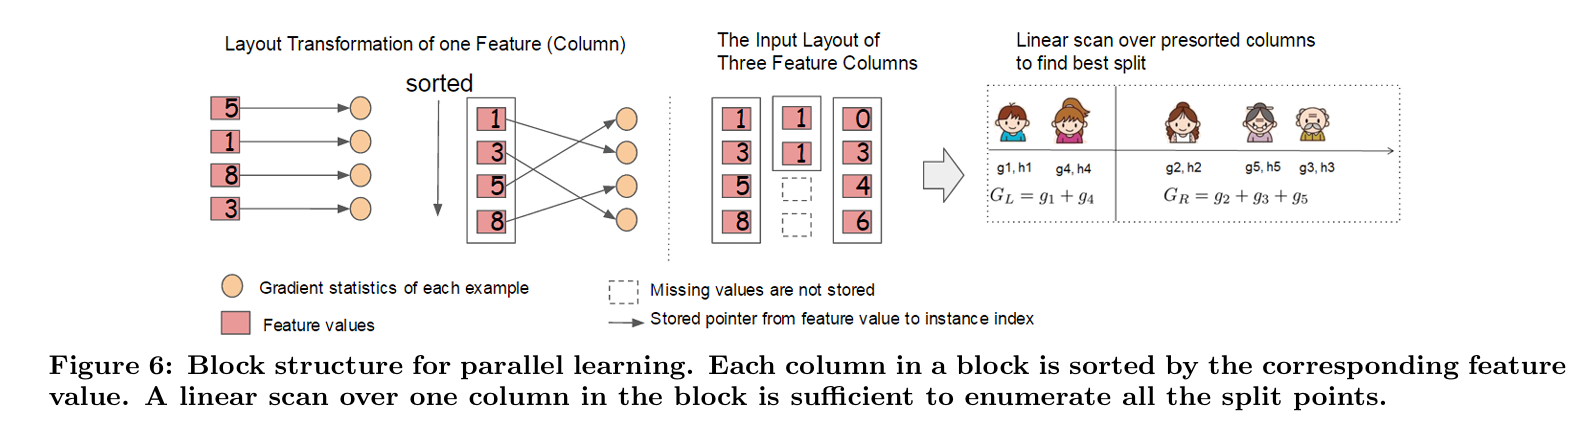 Layout Transformation of one Feature (Column)
The Input Layout of
Three Feature Columns
Linear scan over presorted columns
to find best split
sorted
5
1
8
3
1
3
5
8
1
3
5
8
1
1
0
3
4
6
g1, h1
g4, h4
g2, h2
g5, h5
g3, h3
G_L = g_1 + g_4
G_R = g_2 + g_3 + g_5
Gradient statistics of each example
Feature values
Missing values are not stored
Stored pointer from feature value to instance index
Figure 6: Block structure for parallel learning. Each column in a block is sorted by the corresponding feature
value. A linear scan over one column in the block is sufficient to enumerate all the split points.